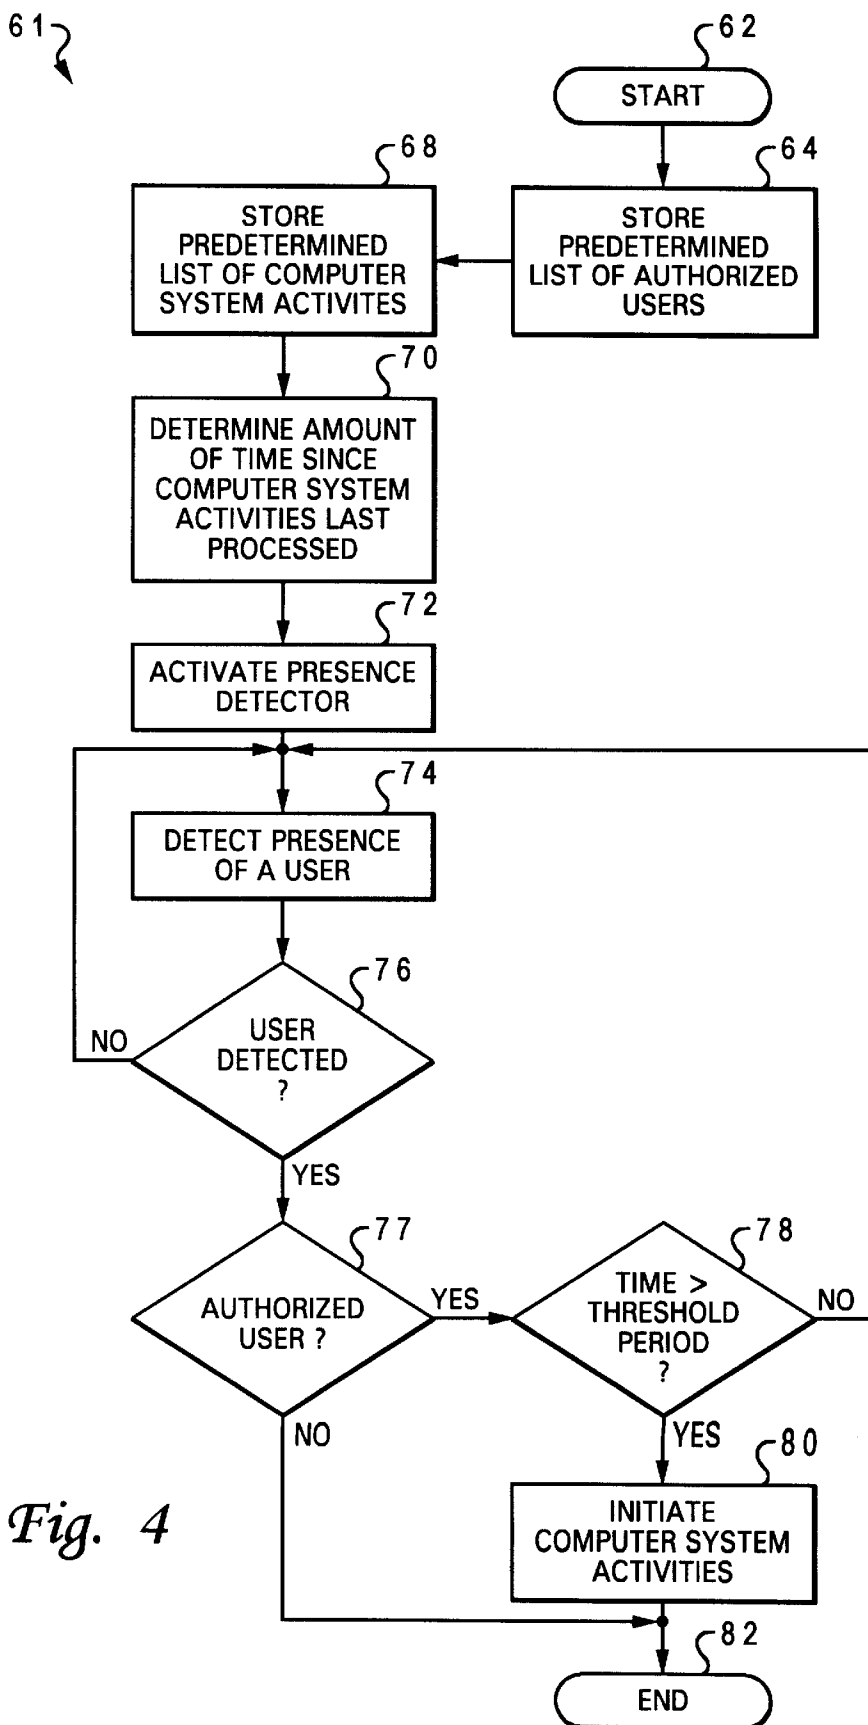 61
62
START
64
STORE
PREDETERMINED
LIST OF AUTHORIZED
USERS
68
STORE
PREDETERMINED
LIST OF COMPUTER
SYSTEM ACTIVITES
70
DETERMINE AMOUNT
OF TIME SINCE
COMPUTER SYSTEM
ACTIVITIES LAST
PROCESSED
72
ACTIVATE PRESENCE
DETECTOR
74
DETECT PRESENCE
OF A USER
76
USER
DETECTED
?
NO
YES
77
AUTHORIZED
USER ?
YES
NO
78
TIME >
THRESHOLD
PERIOD
?
NO
YES
80
INITIATE
COMPUTER SYSTEM
ACTIVITIES
82
END
Fig. 4